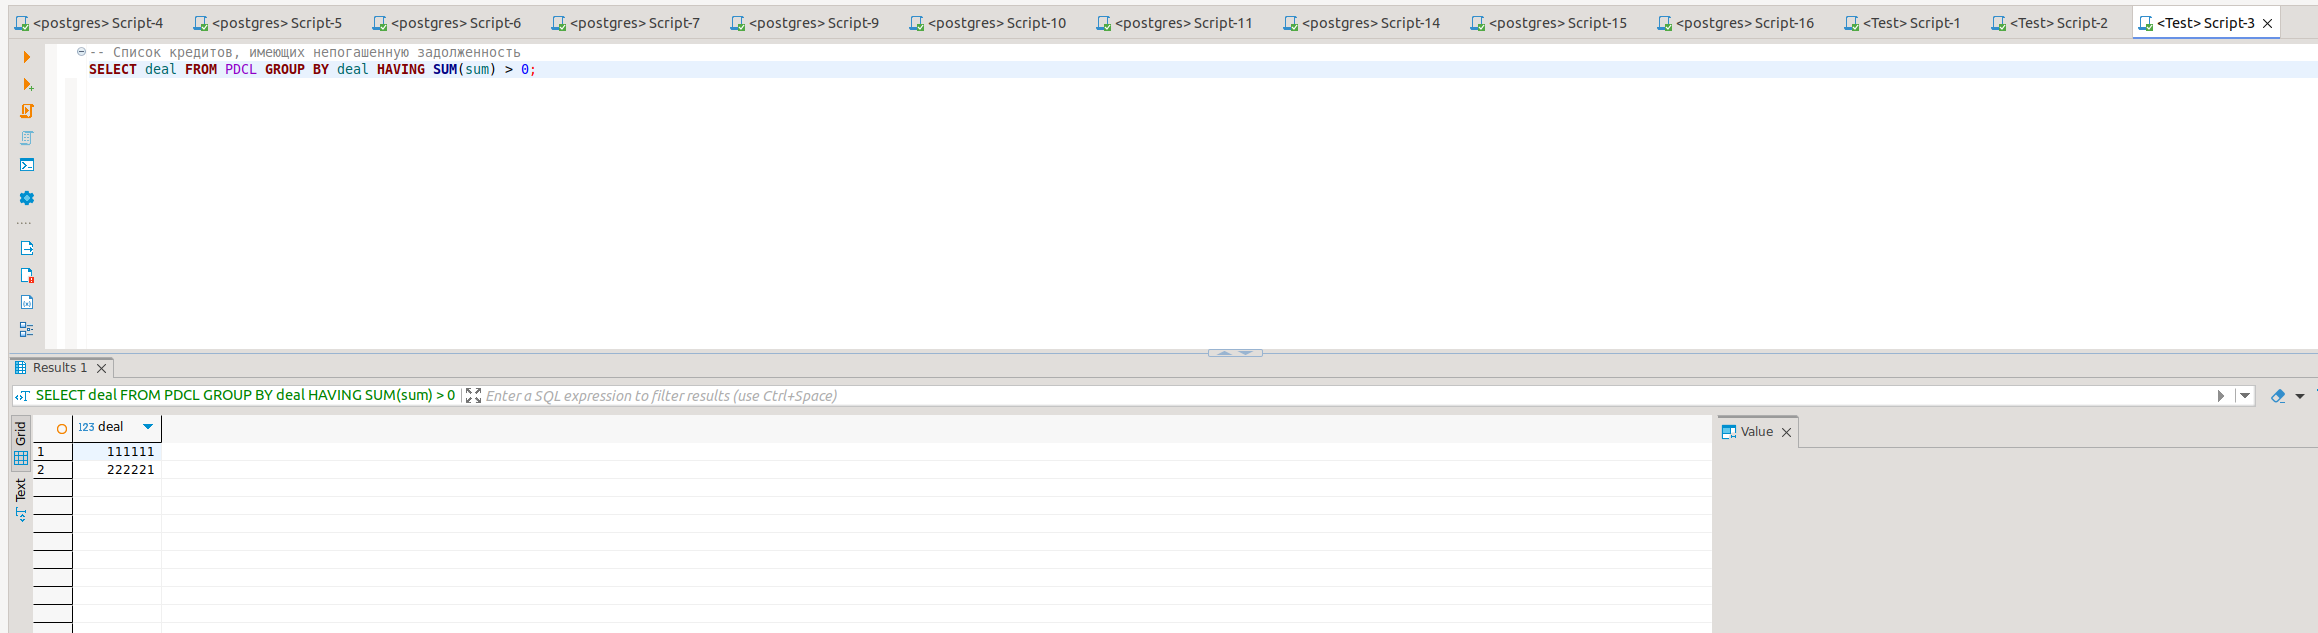 <postgres> Script-4 <postgres> Script-5 <postgres> Script-6 <postgres> Script-7 <postgres> Script-9 <postgres> Script-10 <postgres> Script-11 <postgres> Script-14 <postgres> Script-15 <postgres> Script-16 <Test> Script-1 <Test> Script-2 <Test> Script-3
-- Список кредитов, имеющих непогашенную задолженность
SELECT deal FROM PDCL GROUP BY deal HAVING SUM(sum) > 0;
Results 1
SELECT deal FROM PDCL GROUP BY deal HAVING SUM(sum) > 0 Enter a SQL expression to filter results (use Ctrl+Space)
Grid
Text
123 deal
Value
1 111111
2 222221